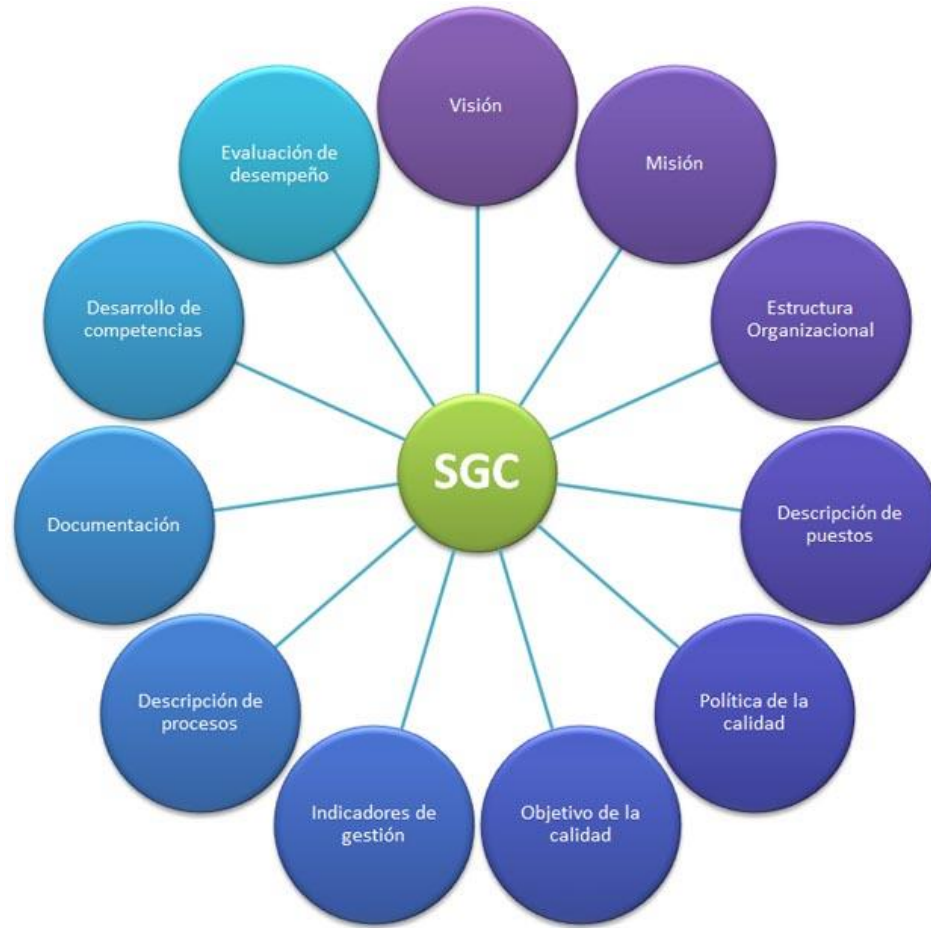 Visión
Misión
Estructura
Organizacional
Descripción de
puestos
Política de la
calidad
Objetivo de la
calidad
Indicadores de
gestión
Descripción de
procesos
Documentación
Desarrollo de
competencias
Evaluación de
desempeño
SGC